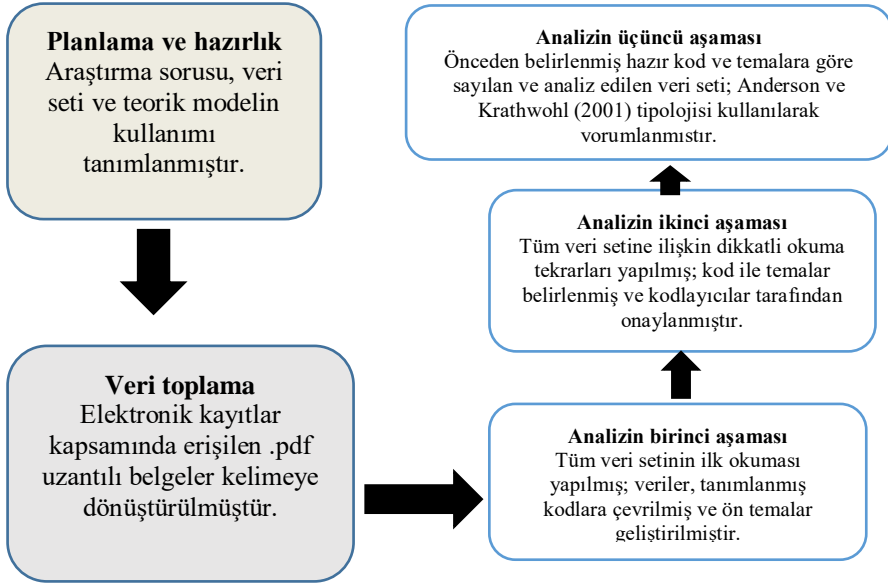 Planlama ve hazırlık
Araştırma sorusu, veri
seti ve teorik modelin
kullanımı
tanımlanmıştır.
Veri toplama
Elektronik kayıtlar
kapsamında erişilen .pdf
uzantılı belgeler kelimeye
dönüştürülmüştür.
Analizin birinci aşaması
Tüm veri setinin ilk okuması
yapılmış; veriler, tanımlanmış
kodlara çevrilmiş ve ön temalar
geliştirilmiştir.
Analizin ikinci aşaması
Tüm veri setine ilişkin dikkatli okuma
tekrarları yapılmış; kod ile temalar
belirlenmiş ve kodlayıcılar tarafından
onaylanmıştır.
Analizin üçüncü aşaması
Önceden belirlenmiş hazır kod ve temalara göre
sayılan ve analiz edilen veri seti; Anderson ve
Krathwohl (2001) tipolojisi kullanılarak
yorumlanmıştır.